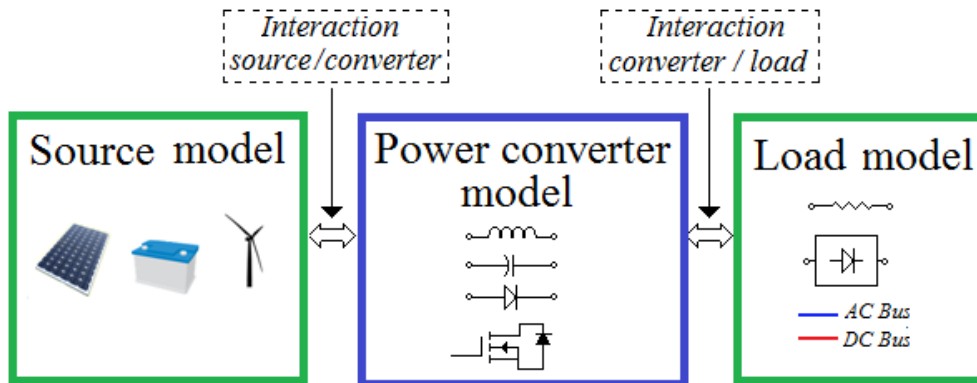 Interaction
source/converter
Interaction
converter / load
Source model
Power converter
model
Load model
AC Bus
DC Bus